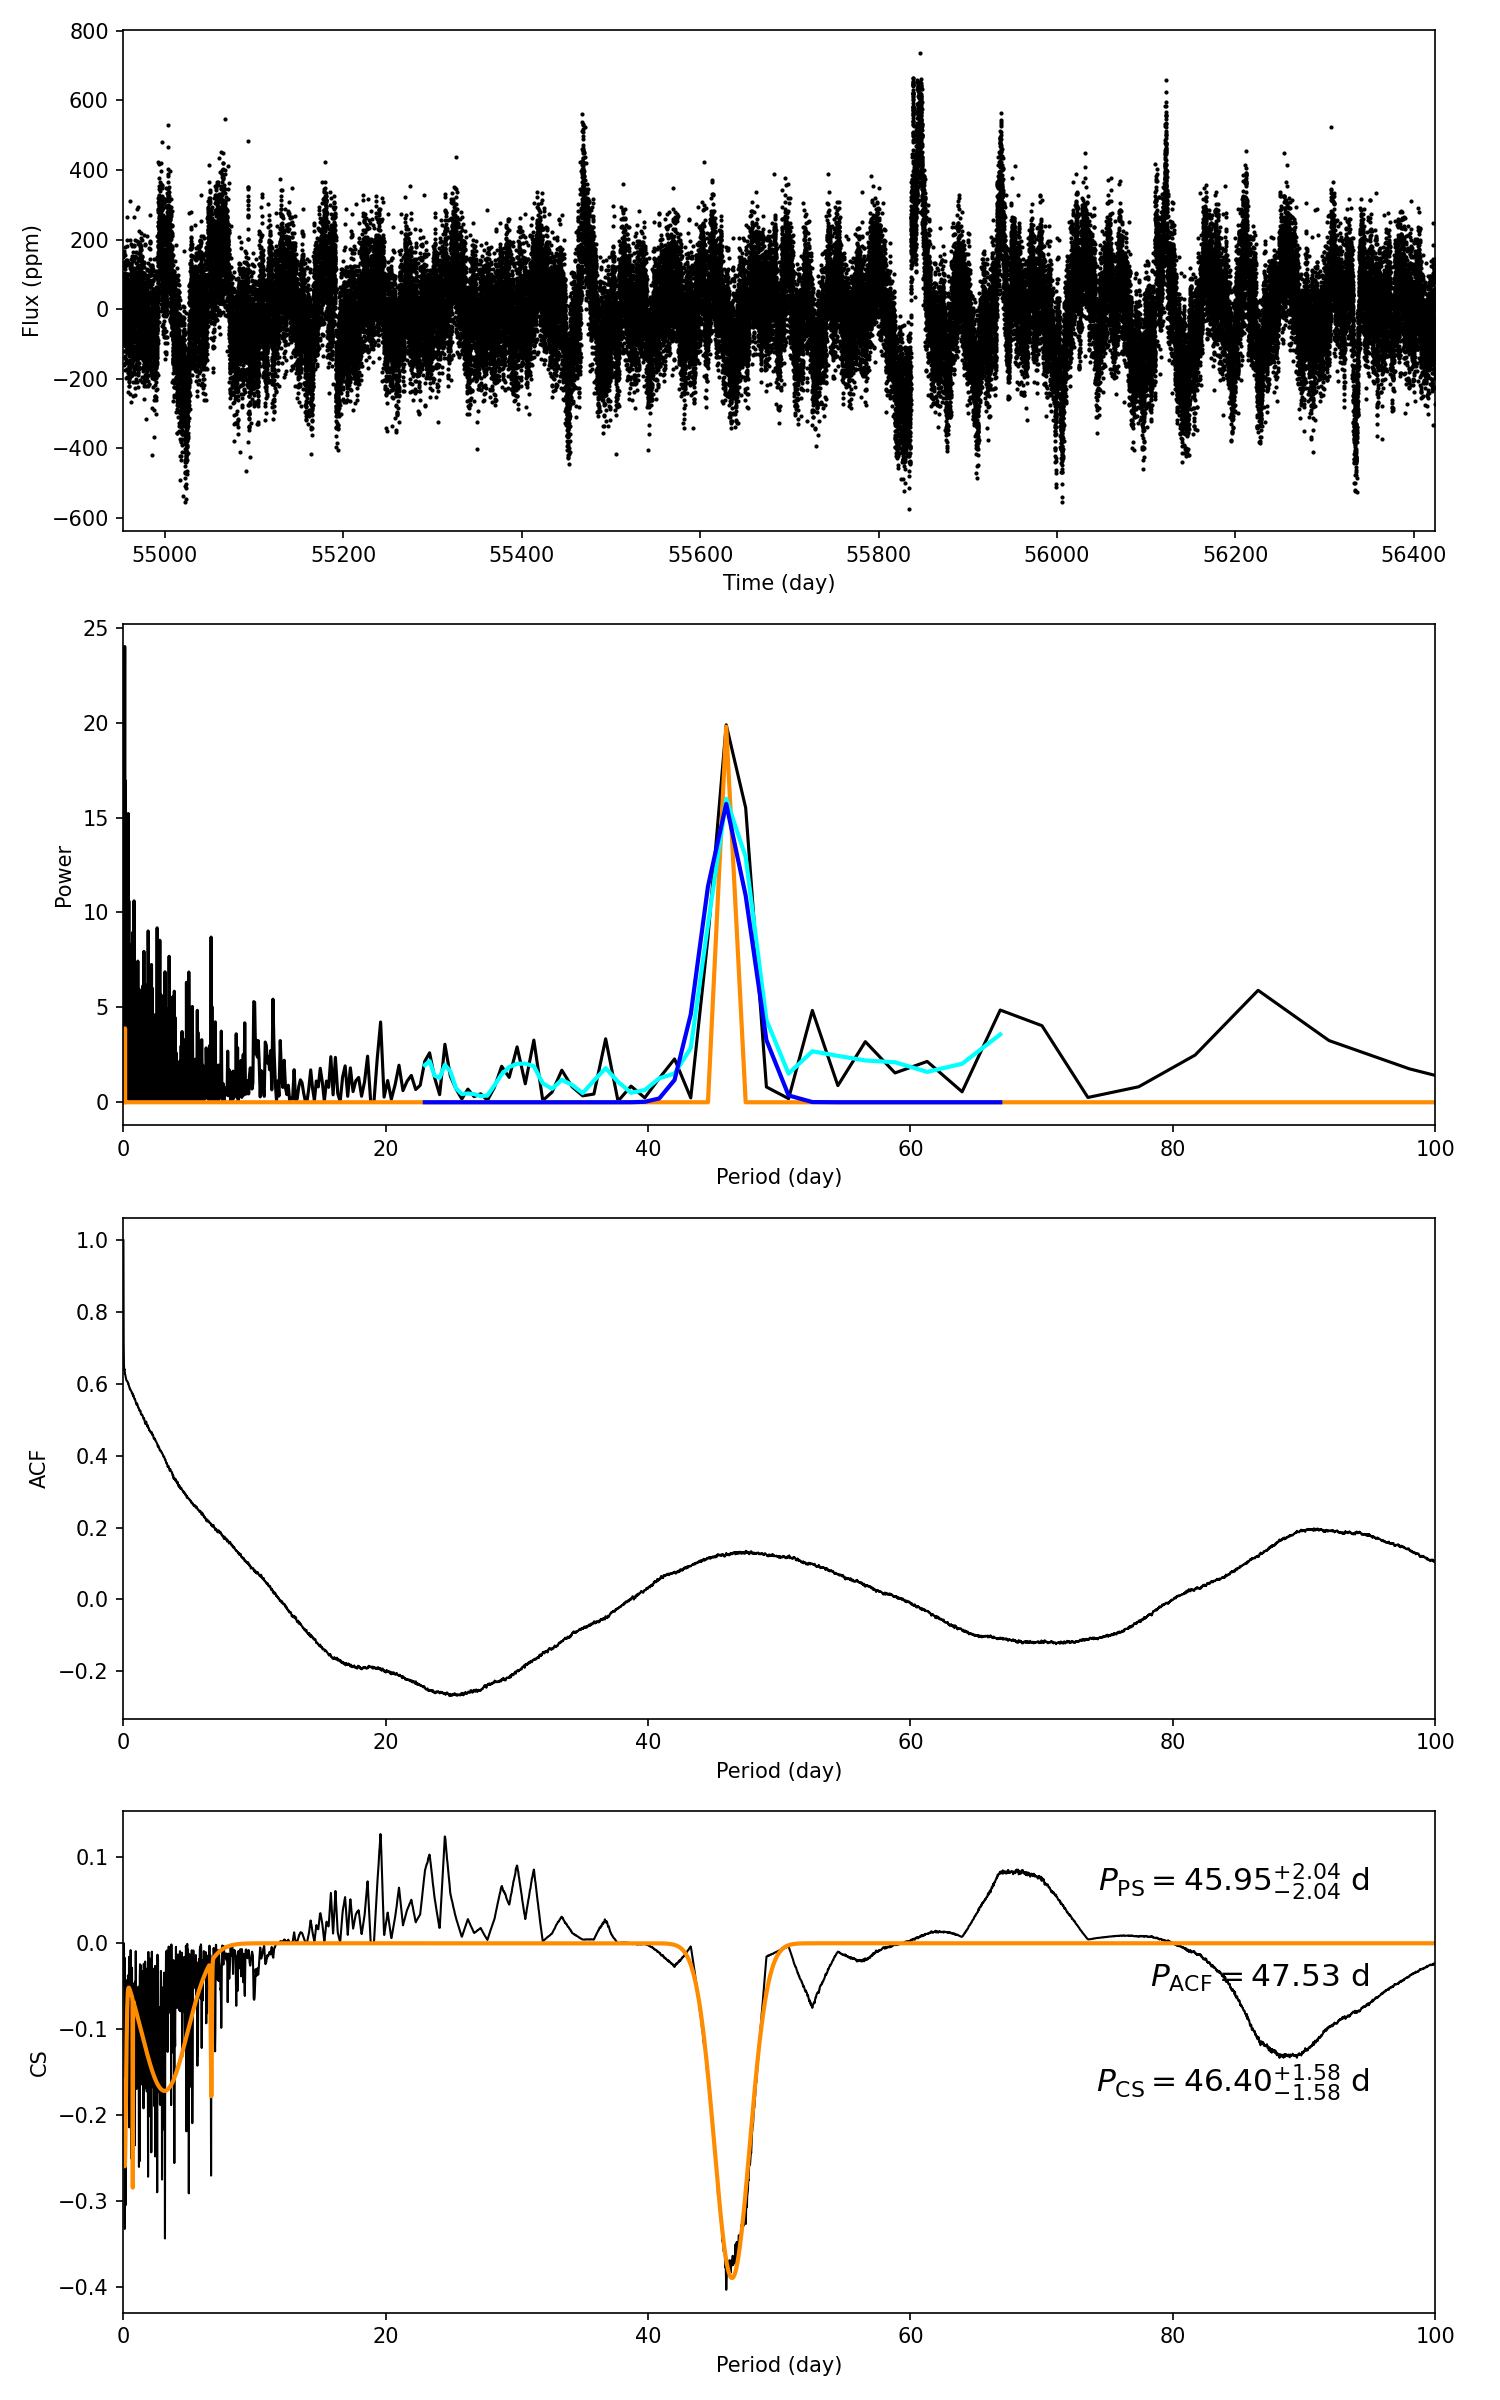 800
600
400
200
0
−200
−400
−600
Flux (ppm)
55000 55200 55400 55600 55800 56000 56200 56400
Time (day)
25
20
15
10
5
0
Power
0 20 40 60 80 100
Period (day)
1.0
0.8
0.6
0.4
0.2
0.0
−0.2
ACF
0 20 40 60 80 100
Period (day)
0.1
0.0
−0.1
−0.2
−0.3
−0.4
CS
P_PS = 45.95^{+2.04}_{−2.04} d
P_ACF = 47.53 d
P_CS = 46.40^{+1.58}_{−1.58} d
0 20 40 60 80 100
Period (day)